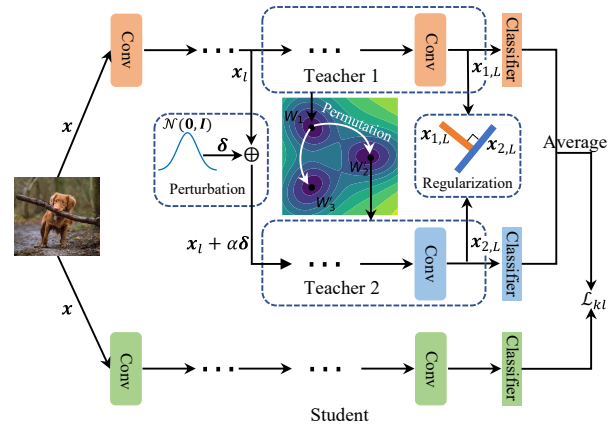 Conv
Teacher 1
Conv
Classifier
x_l
x_{1,L}
𝒩(0, I)
δ
⊕
Perturbation
W_1
Permutation
W_2
W'_3
x_{1,L}
x_{2,L}
Regularization
Average
x
x_l + αδ
x_{2,L}
Teacher 2
Conv
Classifier
ℒ_{kl}
x
Conv
Conv
Classifier
Student